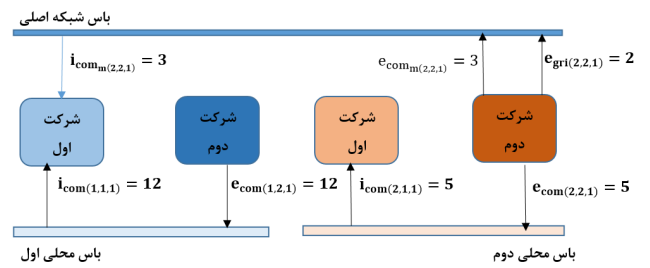 باس شبکه اصلی
i_com_m(2,2,1) = 3
e_com_m(2,2,1) = 3
e_gri(2,2,1) = 2
شرکت
اول
شرکت
دوم
شرکت
اول
شرکت
دوم
i_com(1,1,1) = 12
e_com(1,2,1) = 12
i_com(2,1,1) = 5
e_com(2,2,1) = 5
باس محلی اول
باس محلی دوم